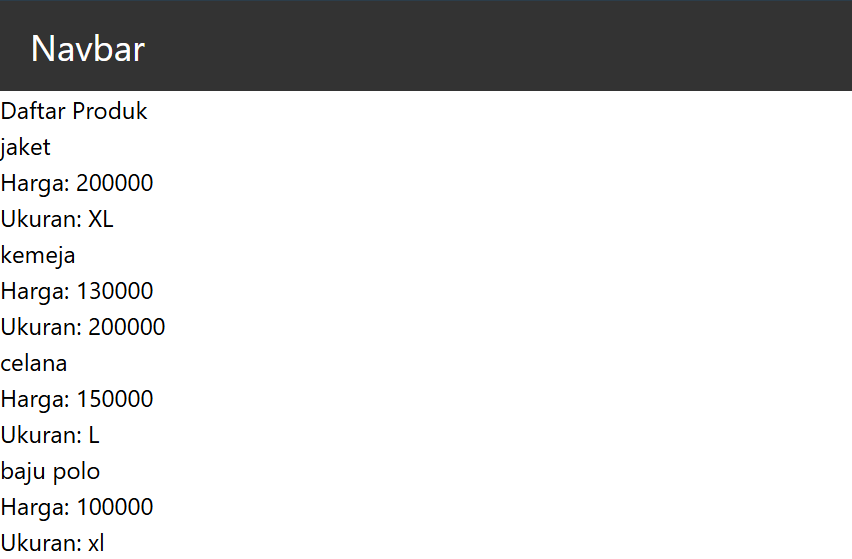 Navbar
Daftar Produk
jaket
Harga: 200000
Ukuran: XL
kemeja
Harga: 130000
Ukuran: 200000
celana
Harga: 150000
Ukuran: L
baju polo
Harga: 100000
Ukuran: xl